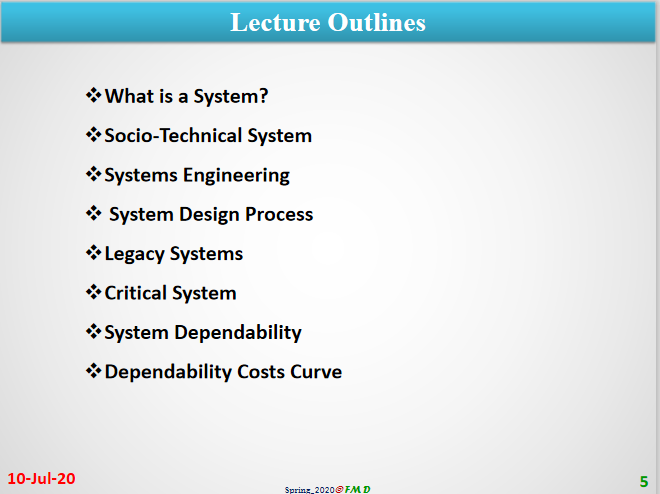 Lecture Outlines
❖What is a System?
❖Socio-Technical System
❖Systems Engineering
❖ System Design Process
❖Legacy Systems
❖Critical System
❖System Dependability
❖Dependability Costs Curve
10-Jul-20
Spring_2020@FMD
5